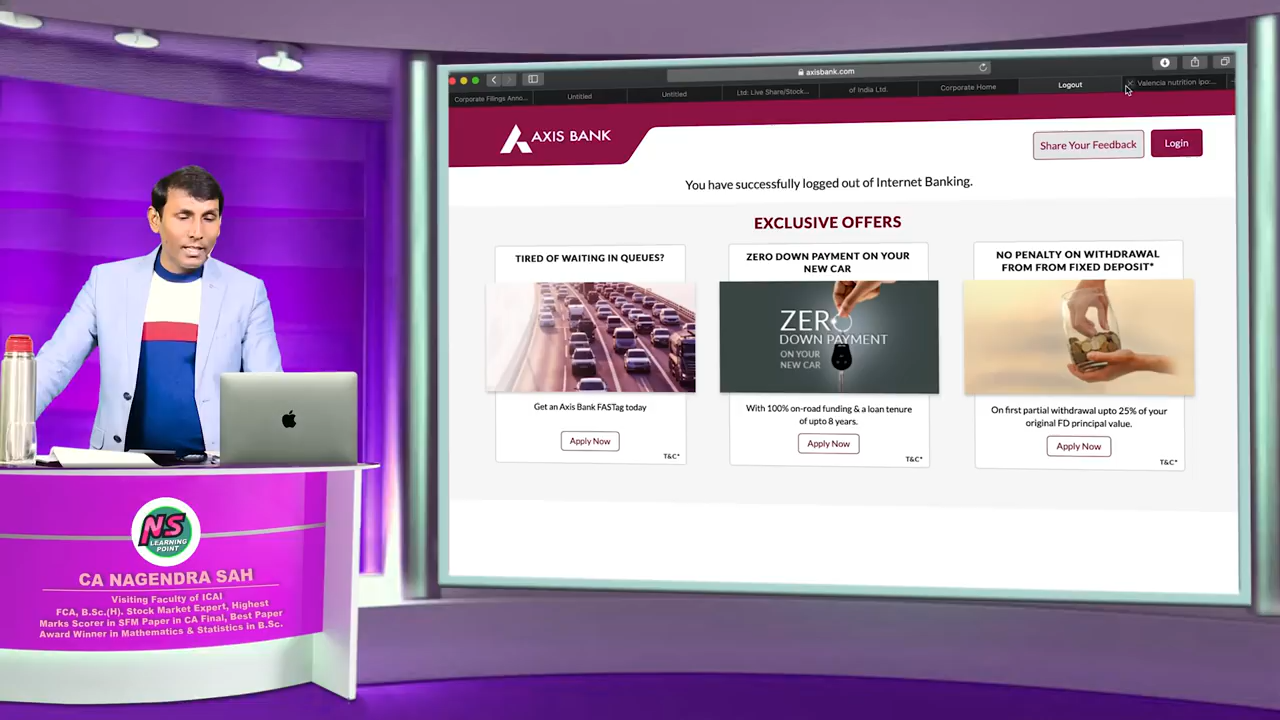 axisbank.com
Corporate Filings Anno...
Untitled
Untitled
Ltd: Live Share/Stock...
of India Ltd.
Corporate Home
Logout
Valencia nutrition ipo:...
AXIS BANK
Share Your Feedback
Login
You have successfully logged out of Internet Banking.
EXCLUSIVE OFFERS
TIRED OF WAITING IN QUEUES?
Get an Axis Bank FASTag today
Apply Now
T&C*
ZERO DOWN PAYMENT ON YOUR
NEW CAR
ZERO
DOWN PAYMENT
ON YOUR
NEW CAR
With 100% on-road funding & a loan tenure
of upto 8 years.
Apply Now
T&C*
NO PENALTY ON WITHDRAWAL
FROM FROM FIXED DEPOSIT*
On first partial withdrawal upto 25% of your
original FD principal value.
Apply Now
T&C*
NS
LEARNING
POINT
CA NAGENDRA SAH
Visiting Faculty of ICAI
FCA, B.Sc.(H). Stock Market Expert, Highest
Marks Scorer in SFM Paper in CA Final, Best Paper
Award Winner in Mathematics & Statistics in B.Sc.